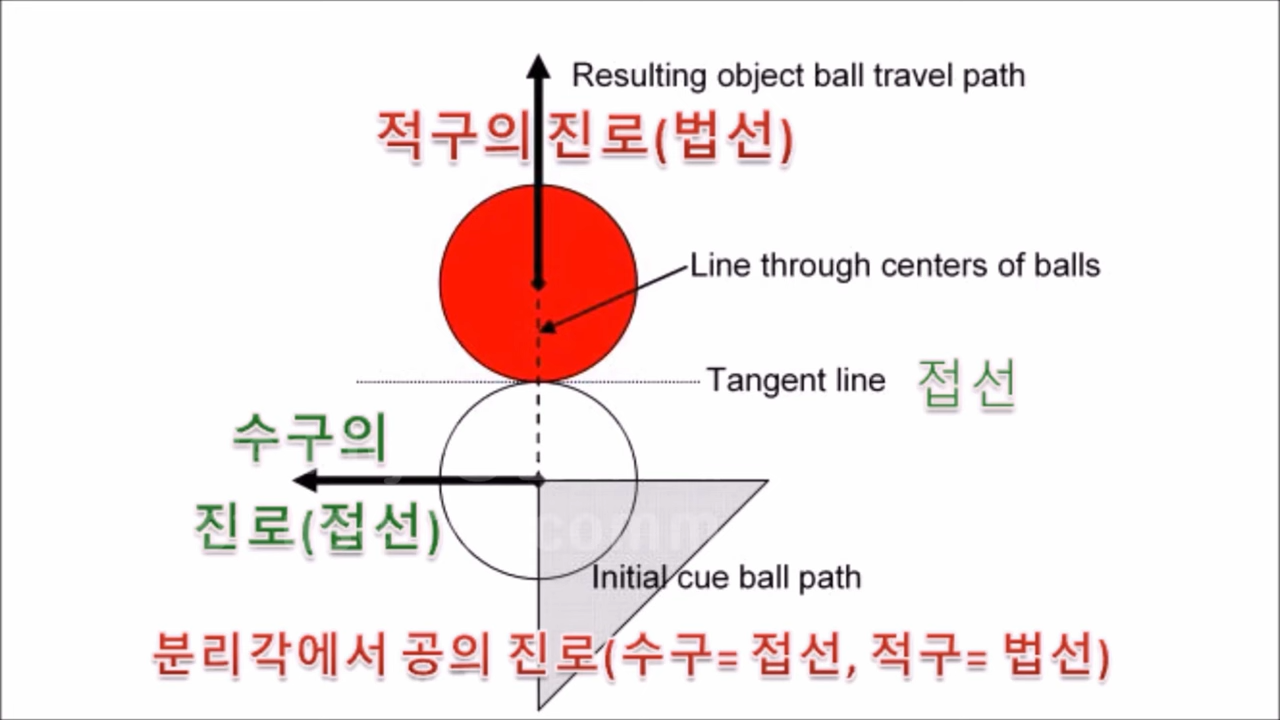 Resulting object ball travel path
적구의 진로(법선)
Line through centers of balls
Tangent line 접선
수구의
진로(접선)
comm
Initial cue ball path
분리각에서 공의 진로(수구= 접선, 적구= 법선)